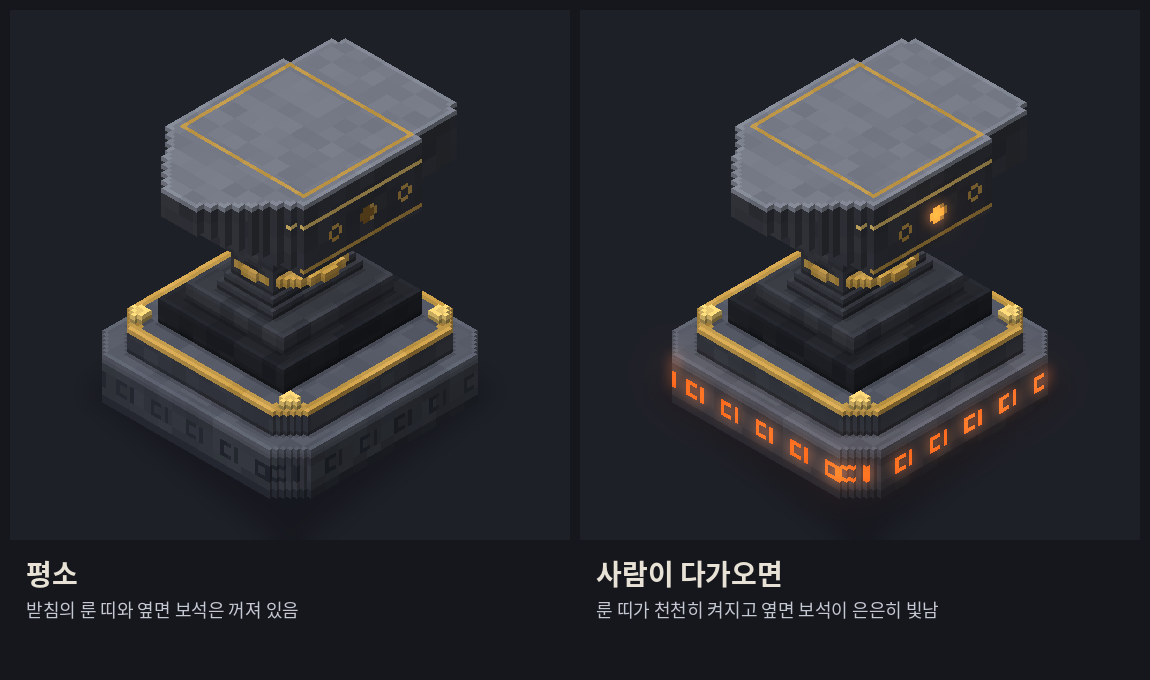 평소
받침의 룬 띠와 옆면 보석은 꺼져 있음
사람이 다가오면
룬 띠가 천천히 켜지고 옆면 보석이 은은히 빛남